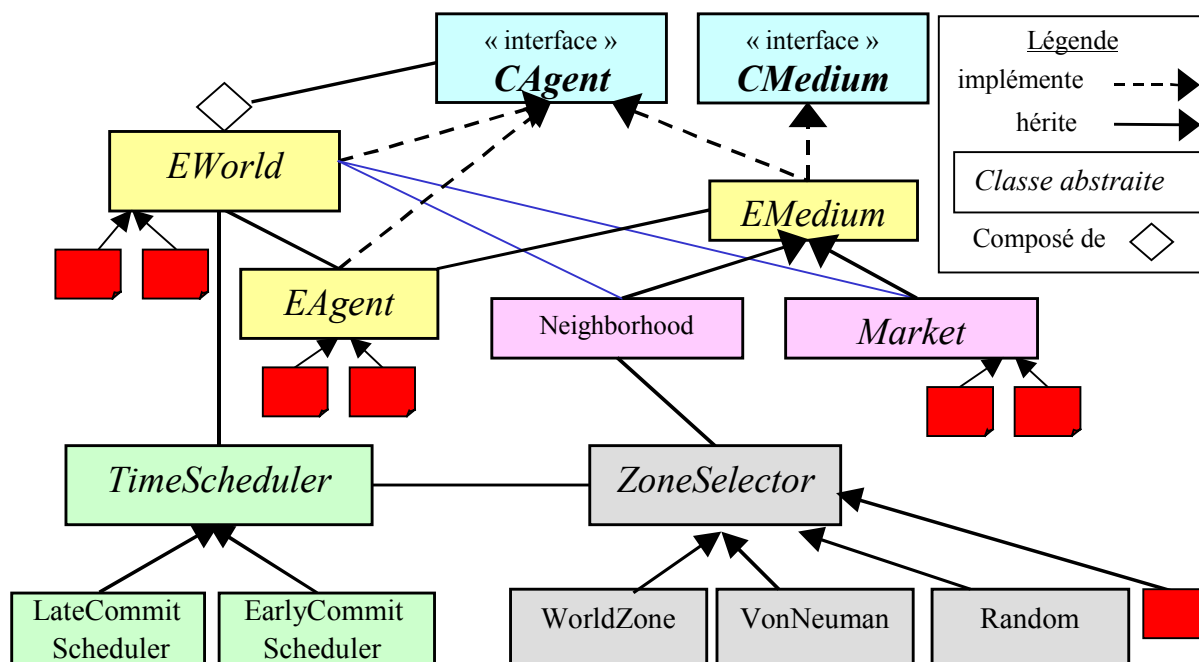 « interface »
CAgent
« interface »
CMedium
Légende
implémente
hérite
Classe abstraite
Composé de
EWorld
EMedium
EAgent
Neighborhood
Market
TimeScheduler
ZoneSelector
LateCommit
Scheduler
EarlyCommit
Scheduler
WorldZone
VonNeuman
Random